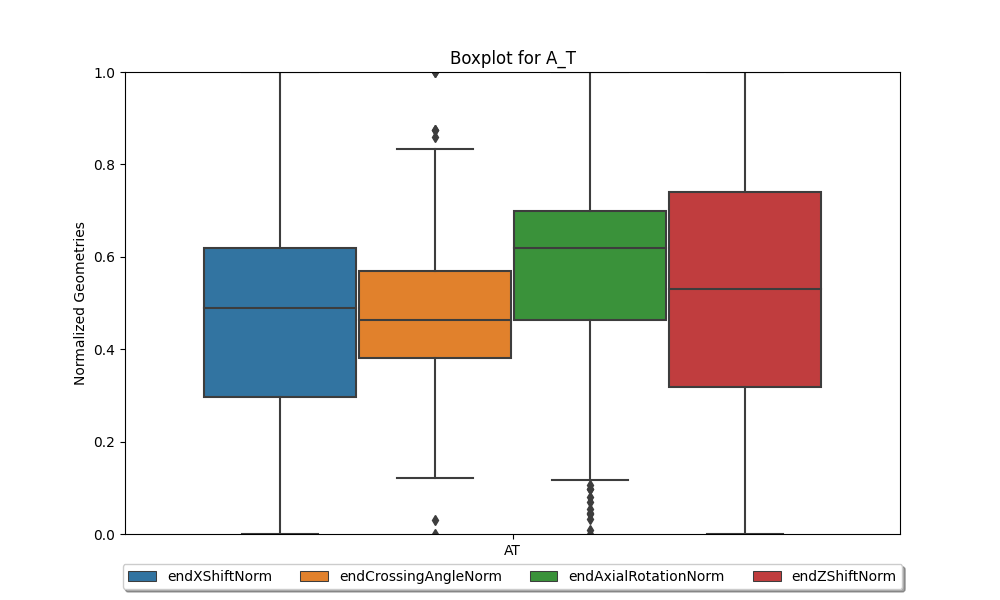 Boxplot for A_T
1.0
0.8
0.6
0.4
0.2
0.0
Normalized Geometries
AT
endXShiftNorm endCrossingAngleNorm endAxialRotationNorm endZShiftNorm